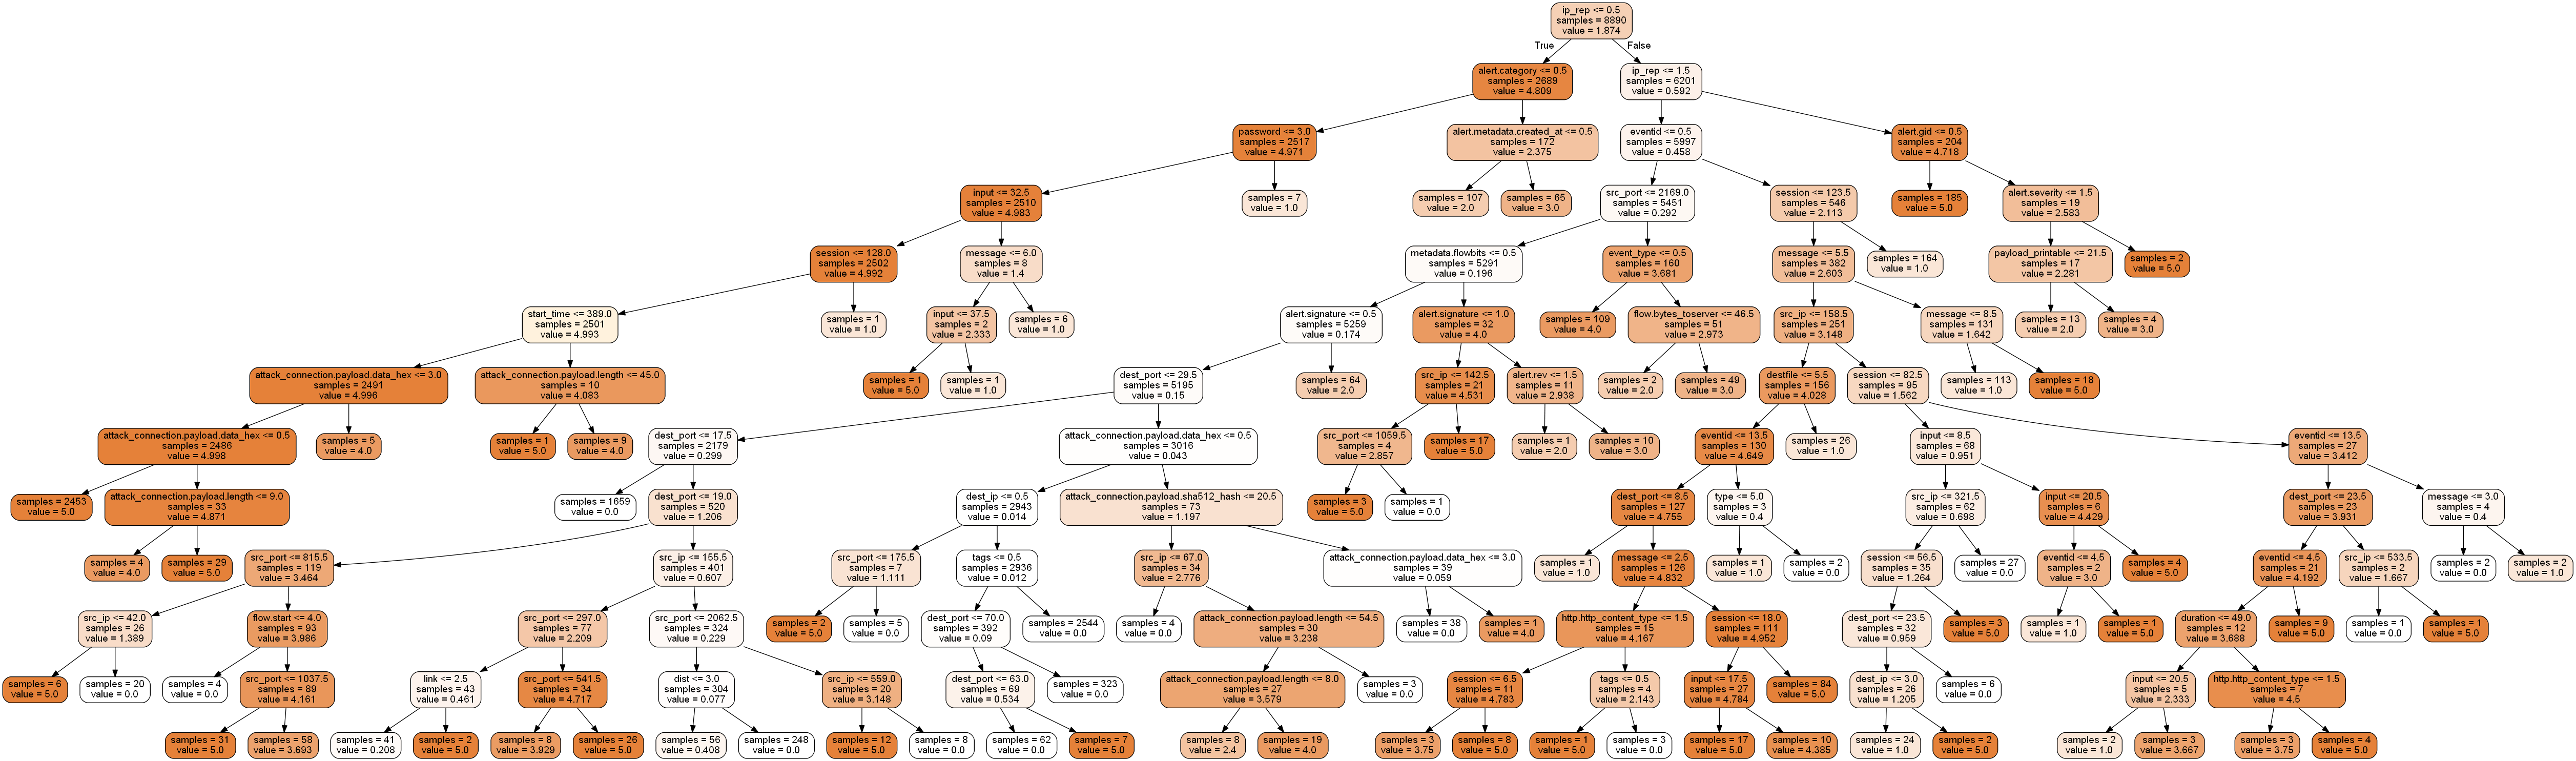 ip_rep <= 0.5
samples = 8890
value = 1.874
True
False
alert.category <= 0.5
samples = 2689
value = 4.809
ip_rep <= 1.5
samples = 6201
value = 0.592
password <= 3.0
samples = 2517
value = 4.971
alert.metadata.created_at <= 0.5
samples = 172
value = 2.375
eventid <= 0.5
samples = 5997
value = 0.458
alert.gid <= 0.5
samples = 204
value = 4.718
input <= 32.5
samples = 2510
value = 4.983
samples = 7
value = 1.0
samples = 107
value = 2.0
samples = 65
value = 3.0
src_port <= 2169.0
samples = 5451
value = 0.292
session <= 123.5
samples = 546
value = 2.113
samples = 185
value = 5.0
alert.severity <= 1.5
samples = 19
value = 2.583
session <= 128.0
samples = 2502
value = 4.992
message <= 6.0
samples = 8
value = 1.4
metadata.flowbits <= 0.5
samples = 5291
value = 0.196
event_type <= 0.5
samples = 160
value = 3.681
message <= 5.5
samples = 382
value = 2.603
samples = 164
value = 1.0
payload_printable <= 21.5
samples = 17
value = 2.281
samples = 2
value = 5.0
start_time <= 389.0
samples = 2501
value = 4.993
samples = 1
value = 1.0
input <= 37.5
samples = 2
value = 2.333
samples = 6
value = 1.0
alert.signature <= 0.5
samples = 5259
value = 0.174
alert.signature <= 1.0
samples = 32
value = 4.0
samples = 109
value = 4.0
flow.bytes_toserver <= 46.5
samples = 51
value = 2.973
src_ip <= 158.5
samples = 251
value = 3.148
message <= 8.5
samples = 131
value = 1.642
samples = 13
value = 2.0
samples = 4
value = 3.0
attack_connection.payload.data_hex <= 3.0
samples = 2491
value = 4.996
attack_connection.payload.length <= 45.0
samples = 10
value = 4.083
samples = 1
value = 5.0
samples = 1
value = 1.0
dest_port <= 29.5
samples = 5195
value = 0.15
samples = 64
value = 2.0
src_ip <= 142.5
samples = 21
value = 4.531
alert.rev <= 1.5
samples = 11
value = 2.938
samples = 2
value = 2.0
samples = 49
value = 3.0
destfile <= 5.5
samples = 156
value = 4.028
session <= 82.5
samples = 95
value = 1.562
samples = 113
value = 1.0
samples = 18
value = 5.0
attack_connection.payload.data_hex <= 0.5
samples = 2486
value = 4.998
samples = 5
value = 4.0
samples = 1
value = 5.0
samples = 9
value = 4.0
dest_port <= 17.5
samples = 2179
value = 0.299
attack_connection.payload.data_hex <= 0.5
samples = 3016
value = 0.043
src_port <= 1059.5
samples = 4
value = 2.857
samples = 17
value = 5.0
samples = 1
value = 2.0
samples = 10
value = 3.0
eventid <= 13.5
samples = 130
value = 4.649
samples = 26
value = 1.0
input <= 8.5
samples = 68
value = 0.951
eventid <= 13.5
samples = 27
value = 3.412
samples = 2453
value = 5.0
attack_connection.payload.length <= 9.0
samples = 33
value = 4.871
samples = 1659
value = 0.0
dest_port <= 19.0
samples = 520
value = 1.206
dest_ip <= 0.5
samples = 2943
value = 0.014
attack_connection.payload.sha512_hash <= 20.5
samples = 73
value = 1.197
samples = 3
value = 5.0
samples = 1
value = 0.0
dest_port <= 8.5
samples = 127
value = 4.755
type <= 5.0
samples = 3
value = 0.4
src_ip <= 321.5
samples = 62
value = 0.698
input <= 20.5
samples = 6
value = 4.429
dest_port <= 23.5
samples = 23
value = 3.931
message <= 3.0
samples = 4
value = 0.4
samples = 4
value = 4.0
samples = 29
value = 5.0
src_port <= 815.5
samples = 119
value = 3.464
src_ip <= 155.5
samples = 401
value = 0.607
src_port <= 175.5
samples = 7
value = 1.111
tags <= 0.5
samples = 2936
value = 0.012
src_ip <= 67.0
samples = 34
value = 2.776
attack_connection.payload.data_hex <= 3.0
samples = 39
value = 0.059
samples = 1
value = 1.0
message <= 2.5
samples = 126
value = 4.832
samples = 1
value = 1.0
samples = 2
value = 0.0
session <= 56.5
samples = 35
value = 1.264
samples = 27
value = 0.0
eventid <= 4.5
samples = 2
value = 3.0
samples = 4
value = 5.0
eventid <= 4.5
samples = 21
value = 4.192
src_ip <= 533.5
samples = 2
value = 1.667
samples = 2
value = 0.0
samples = 2
value = 1.0
src_ip <= 42.0
samples = 26
value = 1.389
flow.start <= 4.0
samples = 93
value = 3.986
src_port <= 297.0
samples = 77
value = 2.209
src_port <= 2062.5
samples = 324
value = 0.229
samples = 2
value = 5.0
samples = 5
value = 0.0
dest_port <= 70.0
samples = 392
value = 0.09
samples = 2544
value = 0.0
samples = 4
value = 0.0
attack_connection.payload.length <= 54.5
samples = 30
value = 3.238
samples = 38
value = 0.0
samples = 1
value = 4.0
http.http_content_type <= 1.5
samples = 15
value = 4.167
session <= 18.0
samples = 111
value = 4.952
dest_port <= 23.5
samples = 32
value = 0.959
samples = 3
value = 5.0
samples = 1
value = 1.0
samples = 1
value = 5.0
duration <= 49.0
samples = 12
value = 3.688
samples = 9
value = 5.0
samples = 1
value = 0.0
samples = 1
value = 5.0
samples = 6
value = 5.0
samples = 20
value = 0.0
samples = 4
value = 0.0
src_port <= 1037.5
samples = 89
value = 4.161
link <= 2.5
samples = 43
value = 0.461
src_port <= 541.5
samples = 34
value = 4.717
dist <= 3.0
samples = 304
value = 0.077
src_ip <= 559.0
samples = 20
value = 3.148
dest_port <= 63.0
samples = 69
value = 0.534
samples = 323
value = 0.0
attack_connection.payload.length <= 8.0
samples = 27
value = 3.579
samples = 3
value = 0.0
session <= 6.5
samples = 11
value = 4.783
tags <= 0.5
samples = 4
value = 2.143
input <= 17.5
samples = 27
value = 4.784
samples = 84
value = 5.0
dest_ip <= 3.0
samples = 26
value = 1.205
samples = 6
value = 0.0
input <= 20.5
samples = 5
value = 2.333
http.http_content_type <= 1.5
samples = 7
value = 4.5
samples = 31
value = 5.0
samples = 58
value = 3.693
samples = 41
value = 0.208
samples = 2
value = 5.0
samples = 8
value = 3.929
samples = 26
value = 5.0
samples = 56
value = 0.408
samples = 248
value = 0.0
samples = 12
value = 5.0
samples = 8
value = 0.0
samples = 62
value = 0.0
samples = 7
value = 5.0
samples = 8
value = 2.4
samples = 19
value = 4.0
samples = 3
value = 3.75
samples = 8
value = 5.0
samples = 1
value = 5.0
samples = 3
value = 0.0
samples = 17
value = 5.0
samples = 10
value = 4.385
samples = 24
value = 1.0
samples = 2
value = 5.0
samples = 2
value = 1.0
samples = 3
value = 3.667
samples = 3
value = 3.75
samples = 4
value = 5.0